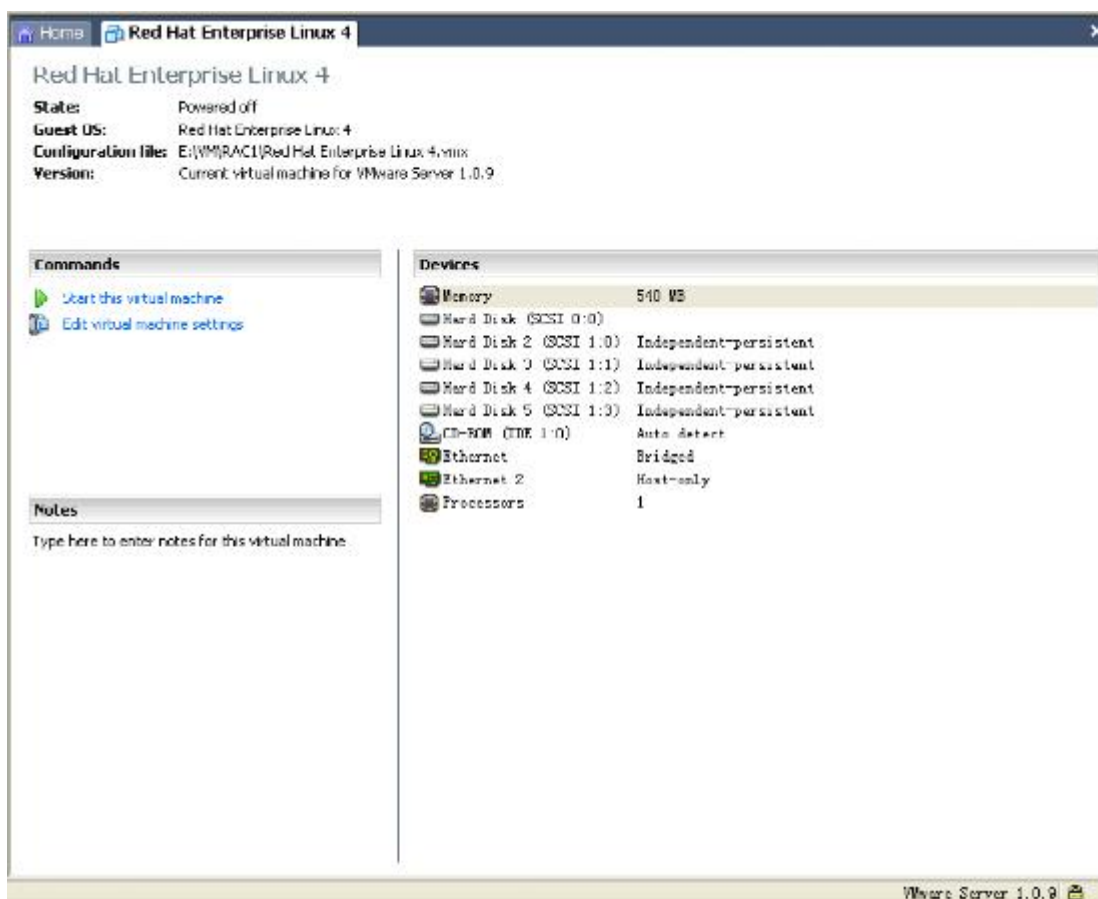 Home
Red Hat Enterprise Linux 4
Red Hat Enterprise Linux 4
State: Powered off
Guest OS: Red Hat Enterprise Linux 4
Configuration file: E:\VM\RAC1\Red Hat Enterprise Linux 4.vmx
Version: Current virtual machine for VMware Server 1.0.9
Commands
Start this virtual machine
Edit virtual machine settings
Notes
Type here to enter notes for this virtual machine
Devices
Memory 540 MB
Hard Disk (SCSI 0:0)
Hard Disk 2 (SCSI 1:0) Independent-persistent
Hard Disk 3 (SCSI 1:1) Independent-persistent
Hard Disk 4 (SCSI 1:2) Independent-persistent
Hard Disk 5 (SCSI 1:3) Independent-persistent
CD-ROM (IDE 1:0) Auto detect
Ethernet Bridged
Ethernet 2 Host-only
Processors 1
VMware Server 1.0.9